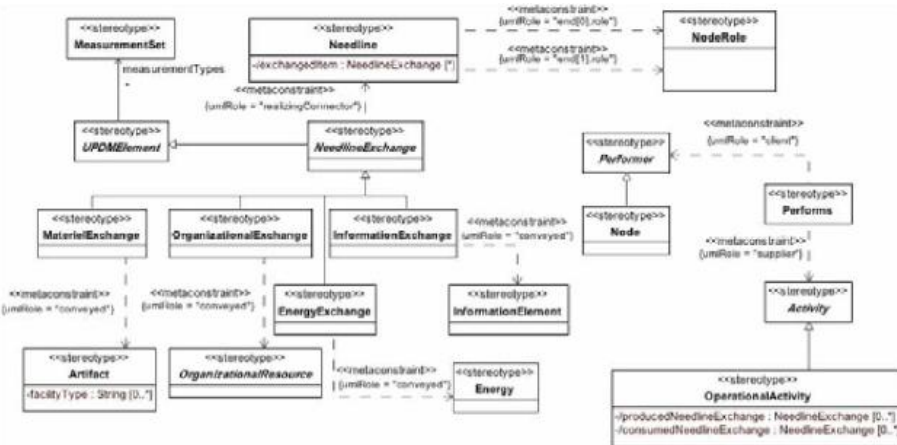 <<stereotype>>
MeasurementSet
<<stereotype>>
Needline
-/exchangedItem : NeedlineExchange [*]
<<metaconstraint>>
{umlRole = "end[0].role"}
<<metaconstraint>>
{umlRole = "end[1].role"}
<<stereotype>>
NodeRole
measurementTypes
*
<<metaconstraint>>
{umlRole = "realizingConnector"}
<<stereotype>>
UPDMElement
<<stereotype>>
NeedlineExchange
<<stereotype>>
Performer
<<metaconstraint>>
{umlRole = "client"}
<<stereotype>>
Performs
<<stereotype>>
Node
<<metaconstraint>>
{umlRole = "supplier"}
<<stereotype>>
Activity
<<stereotype>>
MaterielExchange
<<stereotype>>
OrganizationalExchange
<<stereotype>>
InformationExchange
<<metaconstraint>>
{umlRole = "conveyed"}
<<metaconstraint>>
{umlRole = "conveyed"}
<<metaconstraint>>
{umlRole = "conveyed"}
<<stereotype>>
EnergyExchange
<<stereotype>>
InformationElement
<<stereotype>>
Artifact
-facilityType : String [0..*]
<<stereotype>>
OrganizationalResource
<<metaconstraint>>
{umlRole = "conveyed"}
<<stereotype>>
Energy
<<stereotype>>
OperationalActivity
-/producedNeedlineExchange : NeedlineExchange [0..*]
-/consumedNeedlineExchange : NeedlineExchange [0..*]